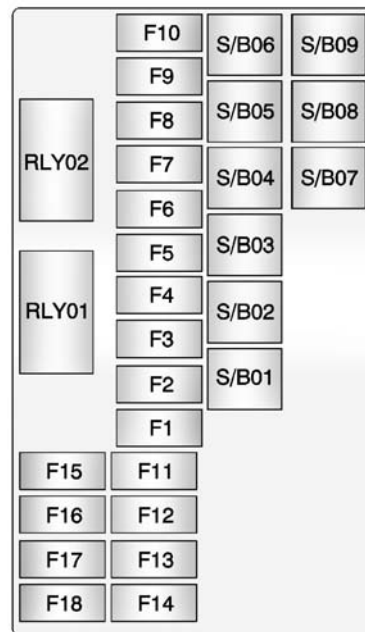 F10 S/B06 S/B09
F9
F8 S/B05 S/B08
RLY02 F7 S/B04 S/B07
F6
F5 S/B03
F4
RLY01 F3 S/B02
F2 S/B01
F1
F15 F11
F16 F12
F17 F13
F18 F14